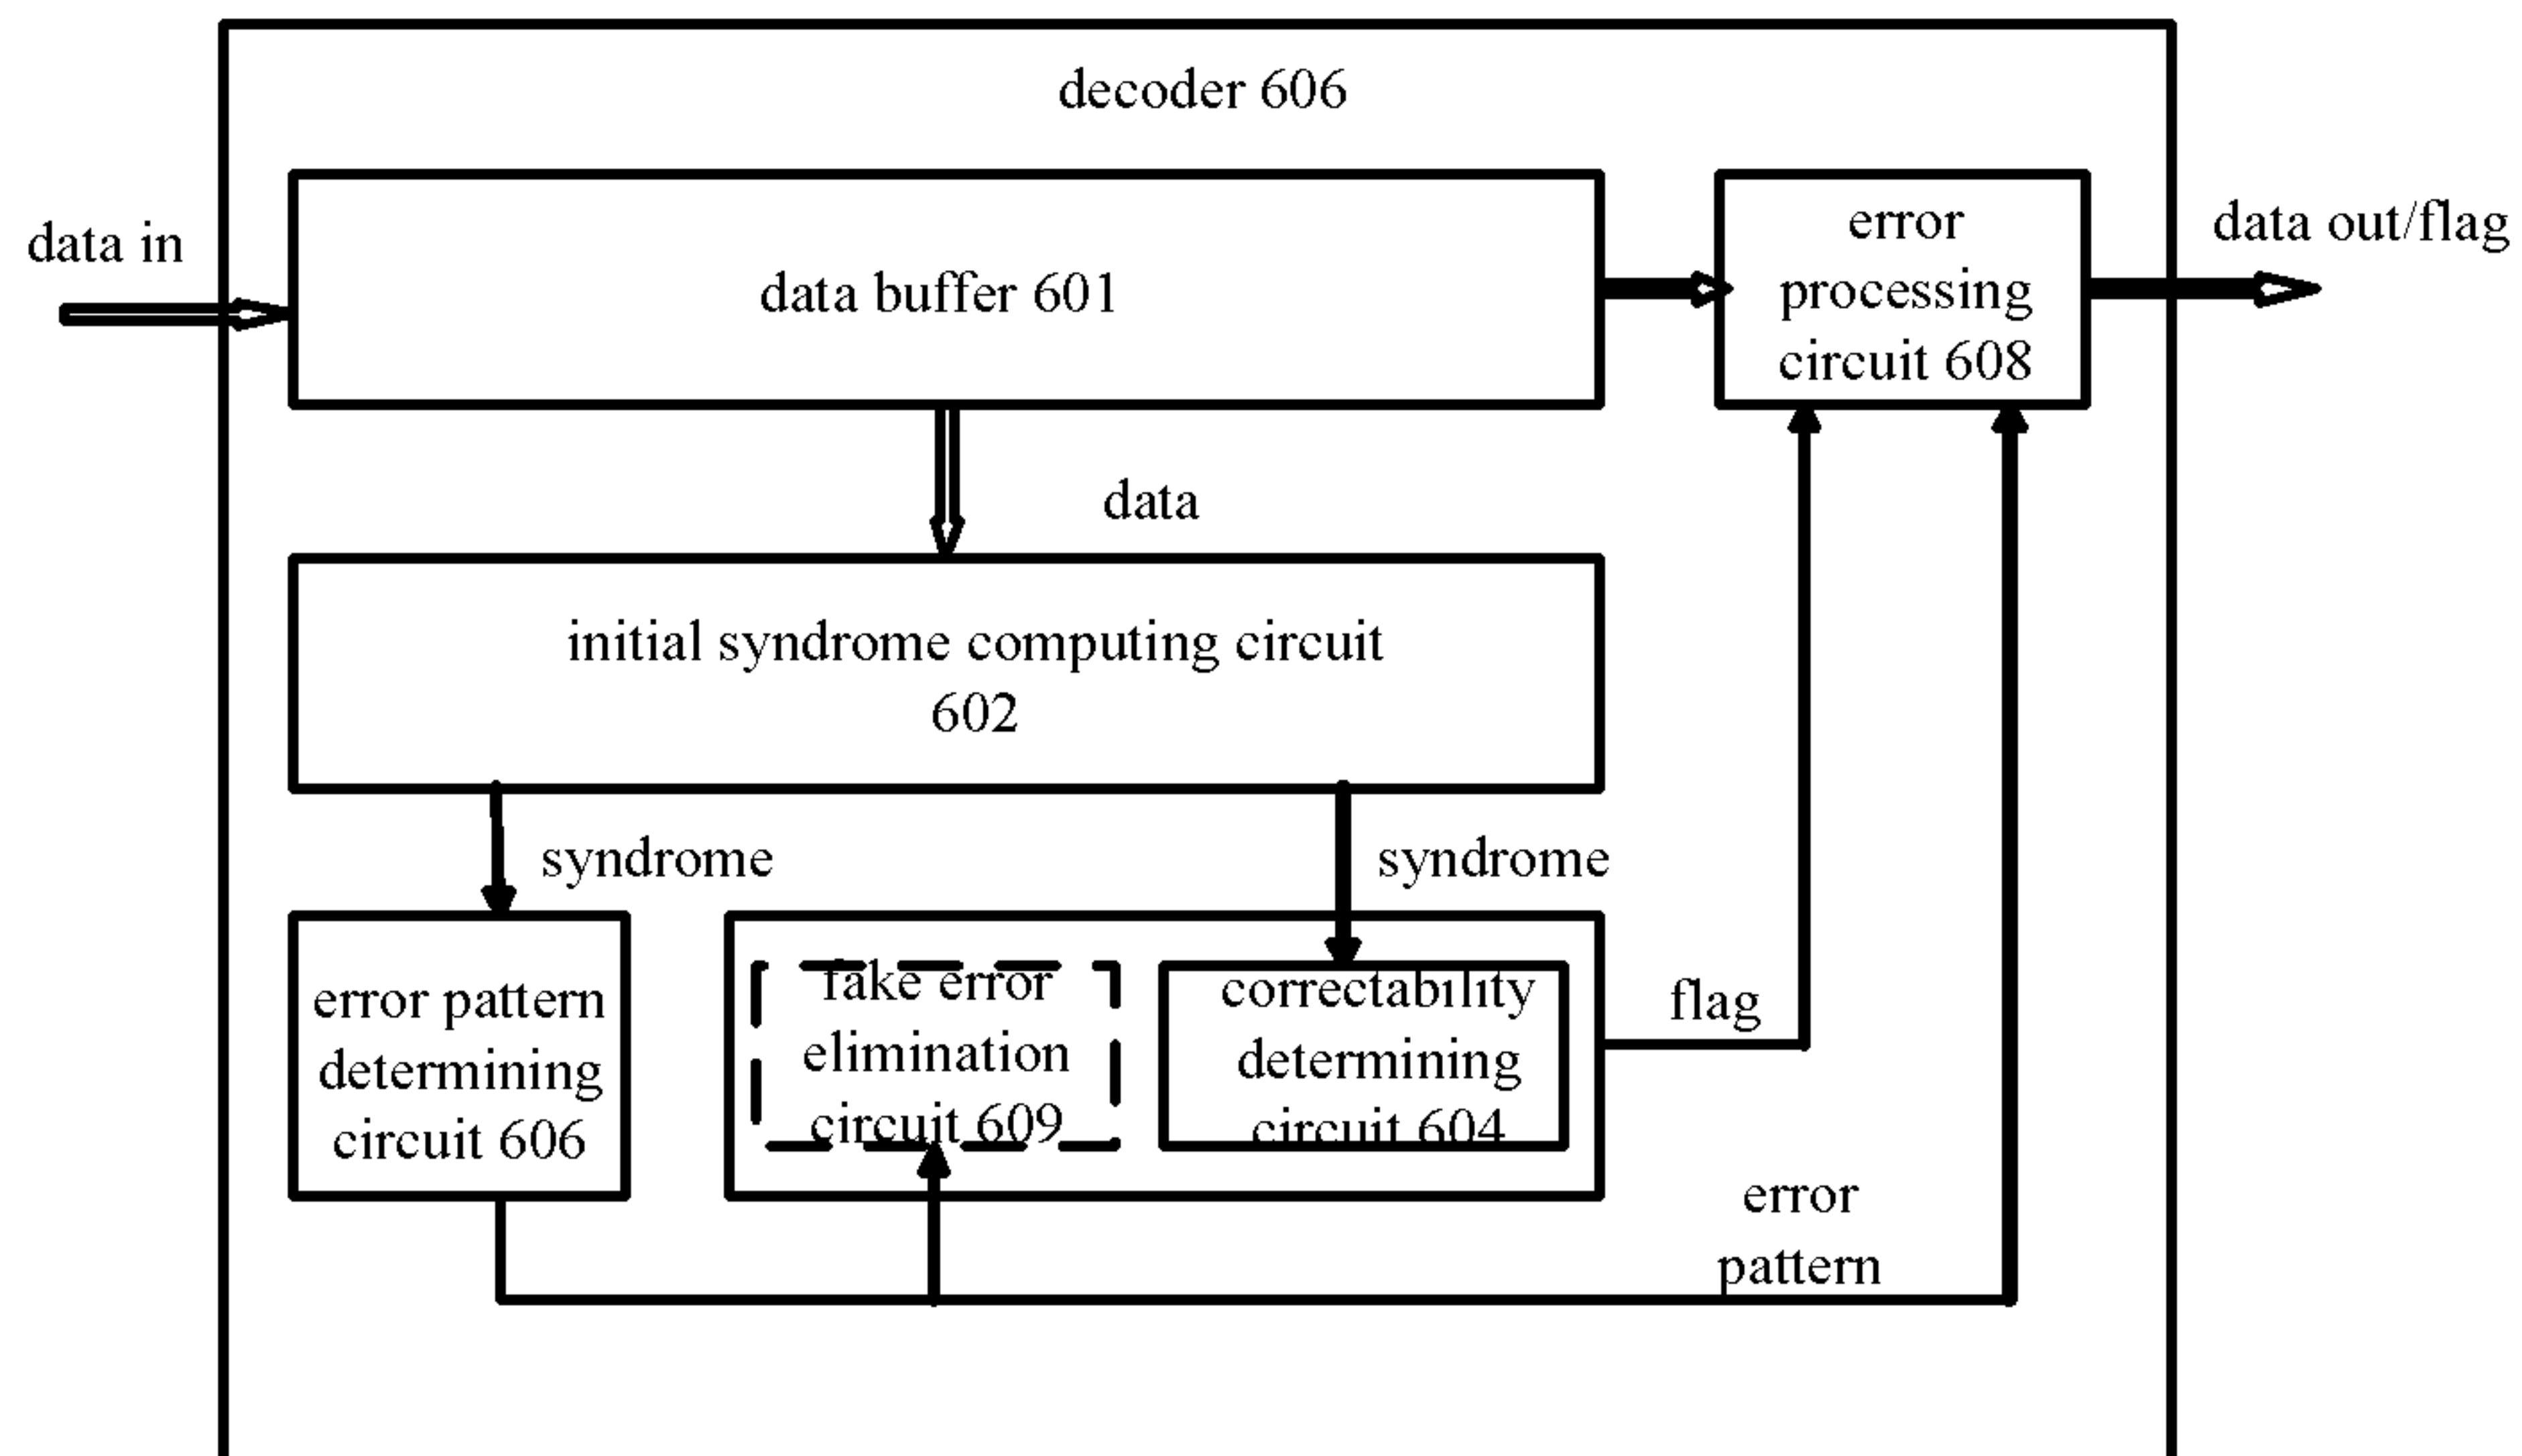 decoder 606
data in
data buffer 601
error
processing
circuit 608
data out/flag
data
initial syndrome computing circuit
602
syndrome
syndrome
error pattern
determining
circuit 606
fake error
elimination
circuit 609
correctability
determining
circuit 604
flag
error
pattern